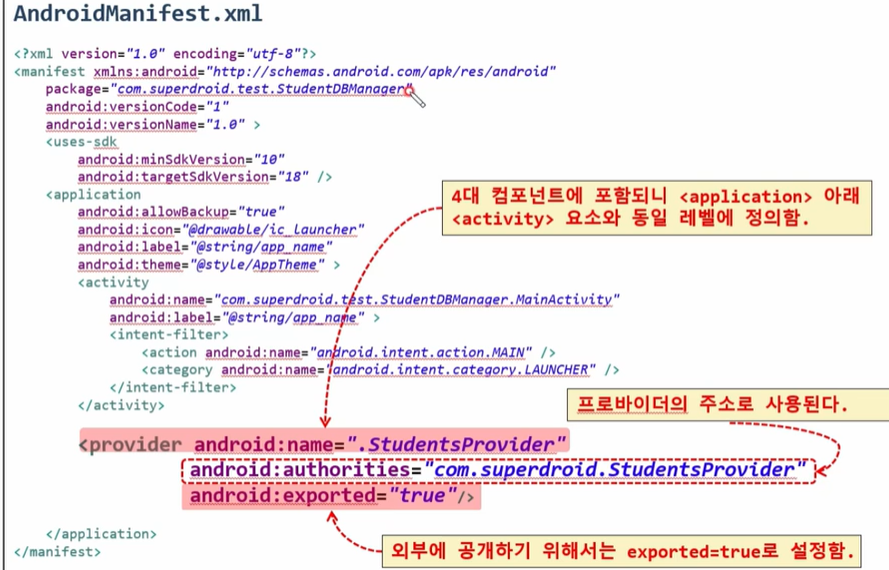 AndroidManifest.xml
<?xml version="1.0" encoding="utf-8"?>
<manifest xmlns:android="http://schemas.android.com/apk/res/android"
package="com.superdroid.test.StudentDBManager"
android:versionCode="1"
android:versionName="1.0" >
<uses-sdk
android:minSdkVersion="10"
android:targetSdkVersion="18" />
<application
android:allowBackup="true"
android:icon="@drawable/ic_launcher"
android:label="@string/app_name"
android:theme="@style/AppTheme" >
4대 컴포넌트에 포함되니 <application> 아래
<activity> 요소와 동일 레벨에 정의함.
<activity
android:name="com.superdroid.test.StudentDBManager.MainActivity"
android:label="@string/app_name" >
<intent-filter>
<action android:name="android.intent.action.MAIN" />
<category android:name="android.intent.category.LAUNCHER" />
</intent-filter>
</activity>
프로바이더의 주소로 사용된다.
<provider android:name=".StudentsProvider"
android:authorities="com.superdroid.StudentsProvider"
android:exported="true"/>
</application>
</manifest>
외부에 공개하기 위해서는 exported=true로 설정함.